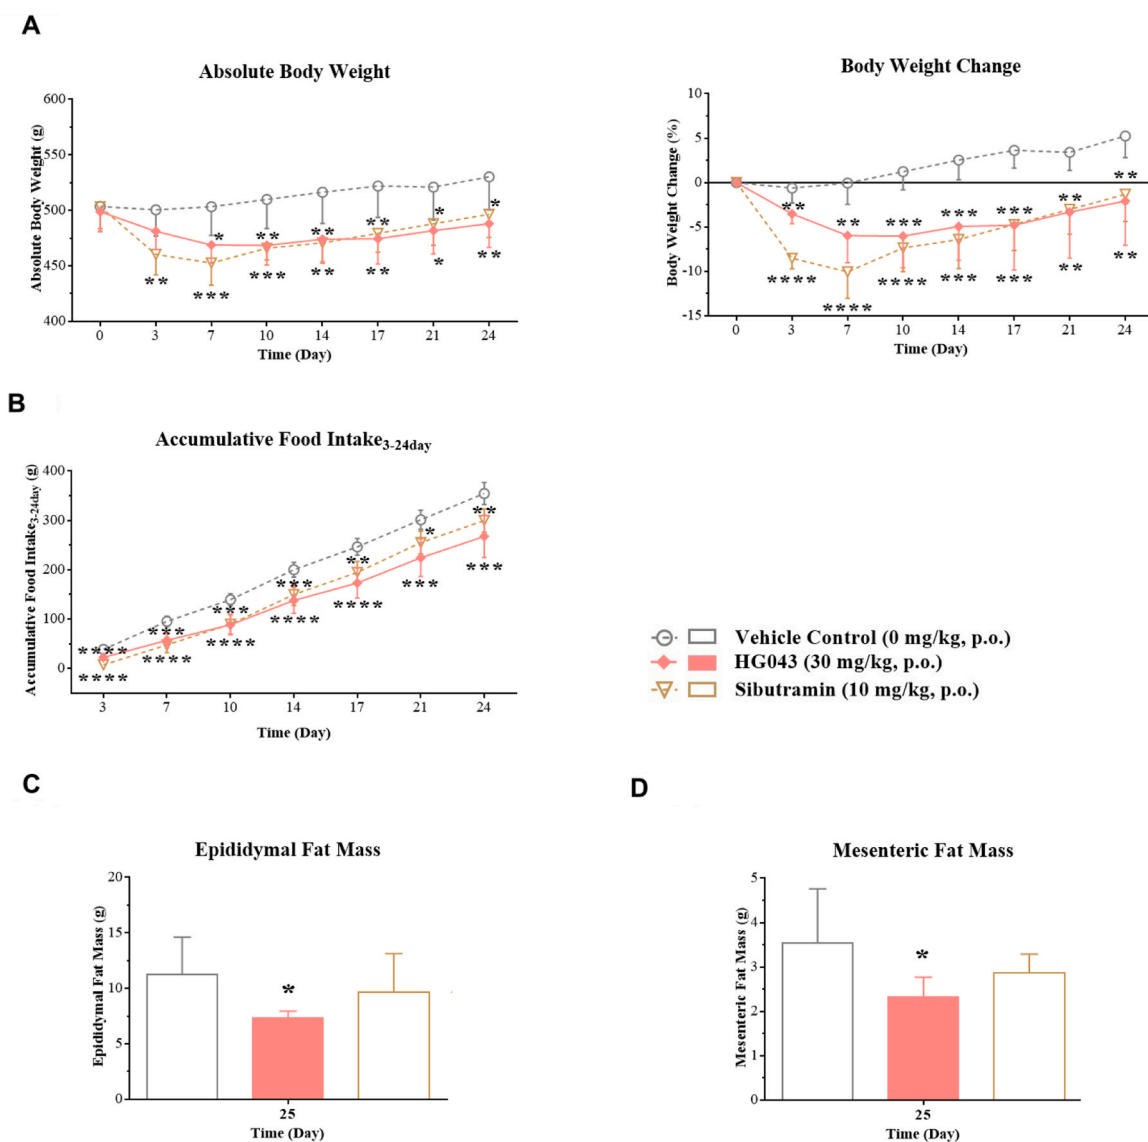 A
Absolute Body Weight
Absolute Body Weight (g)
600
550
500
450
400
* ** ** ** * *
** *** *** ** ** * **
0 3 7 10 14 17 21 24
Time (Day)
Body Weight Change
Body Weight Change (%)
10
5
0
-5
-10
-15
** ** *** *** *** ** **
**** **** **** *** *** ** **
0 3 7 10 14 17 21 24
Time (Day)
B
Accumulative Food Intake3-24day
Accumulative Food Intake3-24day (g)
400
300
200
100
0
**** *** *** *** ** * **
**** **** **** **** **** *** ***
3 7 10 14 17 21 24
Time (Day)
Vehicle Control (0 mg/kg, p.o.)
HG043 (30 mg/kg, p.o.)
Sibutramin (10 mg/kg, p.o.)
C
Epididymal Fat Mass
Epididymal Fat Mass (g)
20
15
10
5
0
*
25
Time (Day)
D
Mesenteric Fat Mass
Mesenteric Fat Mass (g)
5
4
3
2
1
0
*
25
Time (Day)